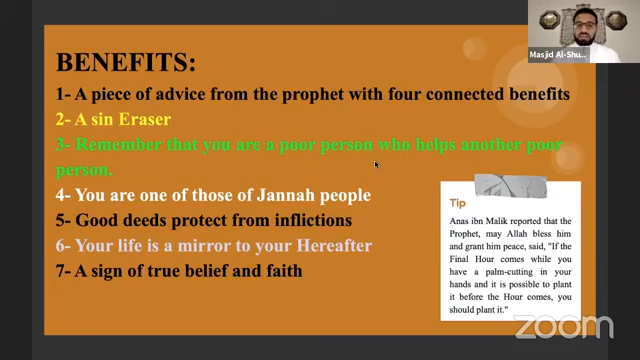 Masjid Al-Shu...
BENEFITS:
1- A piece of advice from the prophet with four connected benefits
2- A sin Eraser
3- Remember that you are a poor person who helps another poor
person.
4- You are one of those of Jannah people
5- Good deeds protect from inflictions
6- Your life is a mirror to your Hereafter
7- A sign of true belief and faith
Tip
Anas ibn Malik reported that the
Prophet, may Allah bless him
and grant him peace, said, "If the
Final Hour comes while you
have a palm-cutting in your
hands and it is possible to plant
it before the Hour comes, you
should plant it."
zoom